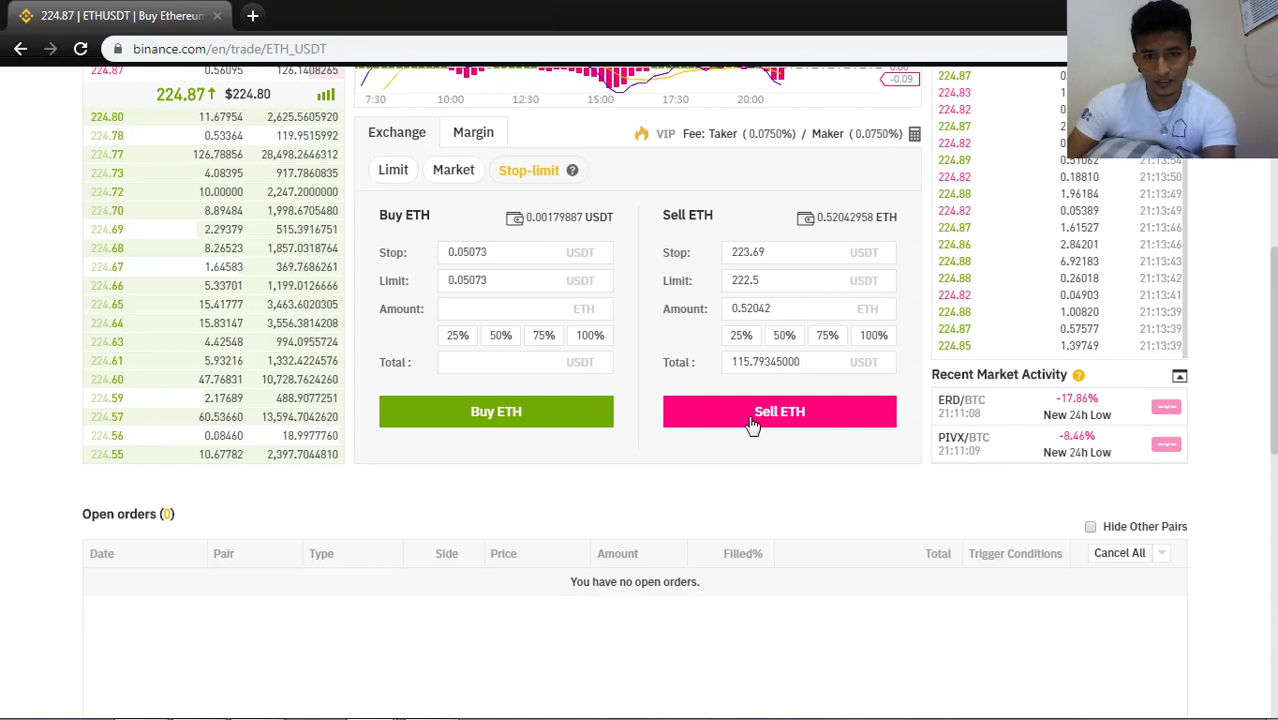 224.87 | ETHUSDT | Buy Ethereum
binance.com/en/trade/ETH_USDT
224.87 0.56095 126.1408265
224.87↑ $224.80
224.80 11.67954 2,625.5605920
224.78 0.53364 119.9515992
224.77 126.78856 28,498.2646312
224.73 4.08395 917.7860835
224.72 10.00000 2,247.2000000
224.70 8.89484 1,998.6705480
224.69 2.29379 515.3916751
224.68 8.26523 1,857.0318764
224.67 1.64583 369.7686261
224.66 5.33701 1,199.0126666
224.65 15.41777 3,463.6020305
224.64 15.83147 3,556.3814208
224.63 4.42548 994.0955724
224.61 5.93216 1,332.4224576
224.60 47.76831 10,728.7624260
224.59 2.17689 488.9077251
224.57 60.53660 13,594.7042620
224.56 0.08460 18.9977760
224.55 10.67782 2,397.7044810
0.00
-0.09
7:30 10:00 12:30 15:00 17:30 20:00
Exchange Margin
VIP Fee: Taker ( 0.0750%) / Maker ( 0.0750%)
Limit Market Stop-limit ?
Buy ETH 0.00179887 USDT
Stop: 0.05073 USDT
Limit: 0.05073 USDT
Amount: ETH
25% 50% 75% 100%
Total : USDT
Buy ETH
Sell ETH 0.52042958 ETH
Stop: 223.69 USDT
Limit: 222.5 USDT
Amount: 0.52042 ETH
25% 50% 75% 100%
Total : 115.79345000 USDT
Sell ETH
224.87
224.83
224.82
224.87
224.82
224.89 0.51062 21:13:54
224.82 0.18810 21:13:50
224.88 1.96184 21:13:49
224.82 0.05389 21:13:49
224.87 1.61527 21:13:47
224.86 2.84201 21:13:46
224.88 6.92183 21:13:43
224.88 0.26018 21:13:42
224.82 0.04903 21:13:41
224.88 1.00820 21:13:39
224.87 0.57577 21:13:39
224.85 1.39749 21:13:39
Recent Market Activity ?
ERD/BTC -17.86%
21:11:08 New 24h Low
PIVX/BTC -8.46%
21:11:09 New 24h Low
Open orders (0)
Hide Other Pairs
Date Pair Type Side Price Amount Filled% Total Trigger Conditions Cancel All
You have no open orders.